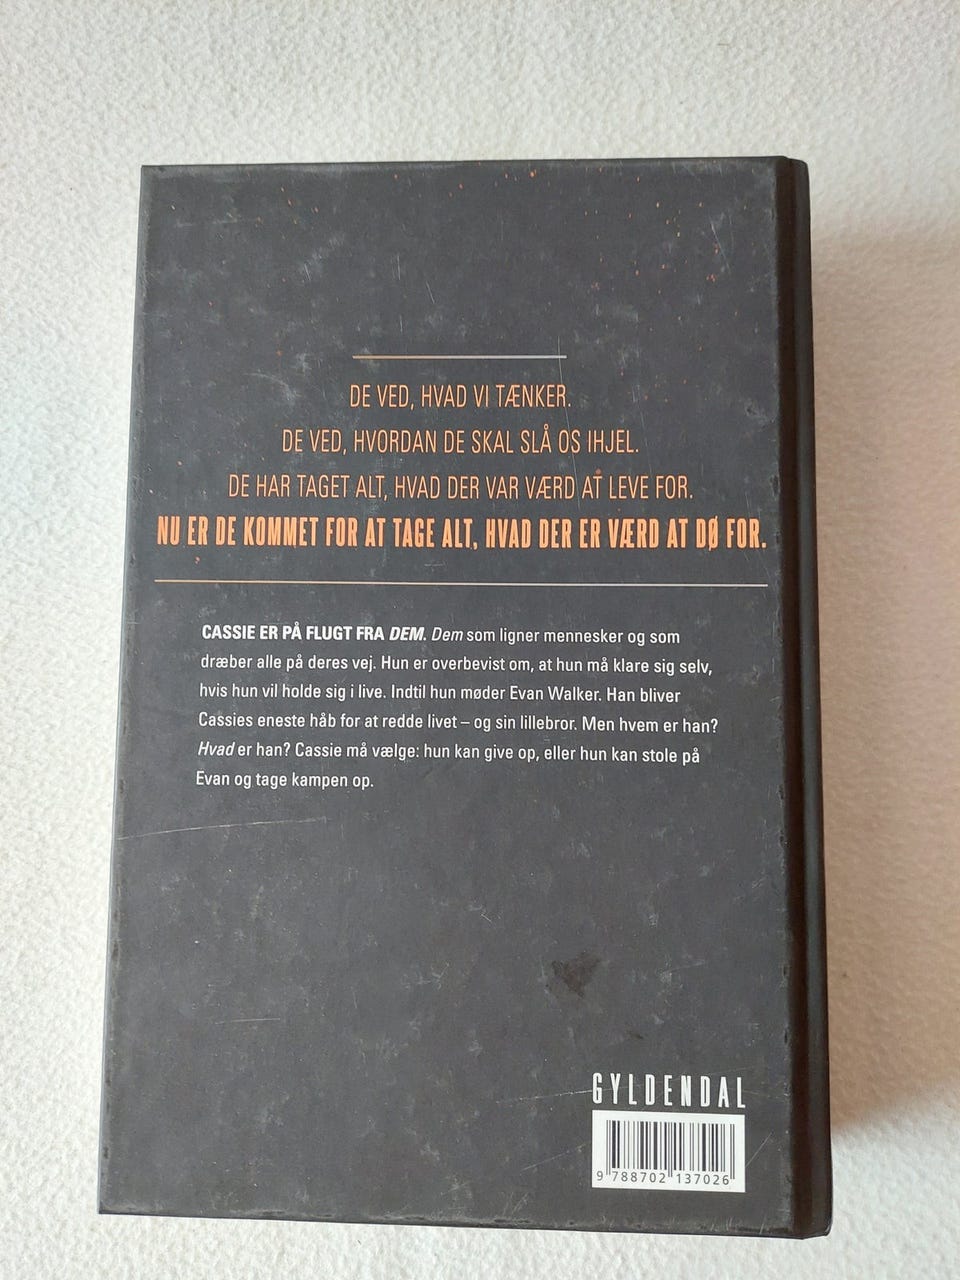 DE VED, HVAD VI TÆNKER.
DE VED, HVORDAN DE SKAL SLÅ OS IHJEL.
DE HAR TAGET ALT, HVAD DER VAR VÆRD AT LEVE FOR.
NU ER DE KOMMET FOR AT TAGE ALT, HVAD DER ER VÆRD AT DØ FOR.
CASSIE ER PÅ FLUGT FRA DEM. Dem som ligner mennesker og som
dræber alle på deres vej. Hun er overbevist om, at hun må klare sig selv,
hvis hun vil holde sig i live. Indtil hun møder Evan Walker. Han bliver
Cassies eneste håb for at redde livet – og sin lillebror. Men hvem er han?
Hvad er han? Cassie må vælge: hun kan give op, eller hun kan stole på
Evan og tage kampen op.
GYLDENDAL
9 788702 137026